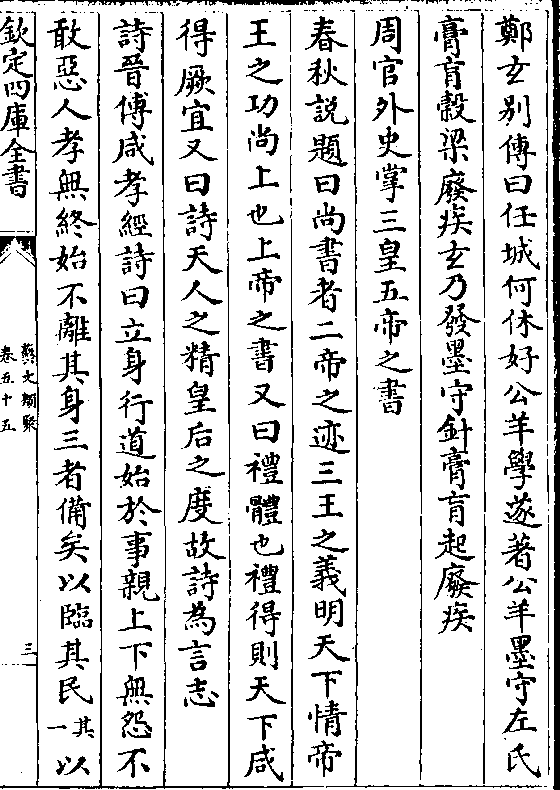 鄭玄别傳曰任城何休好公羊學遂著公羊墨守左氏
膏肓榖梁廢疾玄乃發墨守針膏肓起廢疾
周官外史掌三皇五帝之書
春秋説題曰尚書者二帝之迹三王之義明天下情帝
王之功尚上也上帝之書又曰禮體也禮得則天下咸
得厥宜又曰詩天人之精皇后之度故詩為言志
詩晉傅咸孝經詩曰立身行道始於事親上下無怨不
敢惡人孝無終始不離其身三者備矣以臨其民其一以
欽定四庫全書
藝文類聚
卷五十五
三